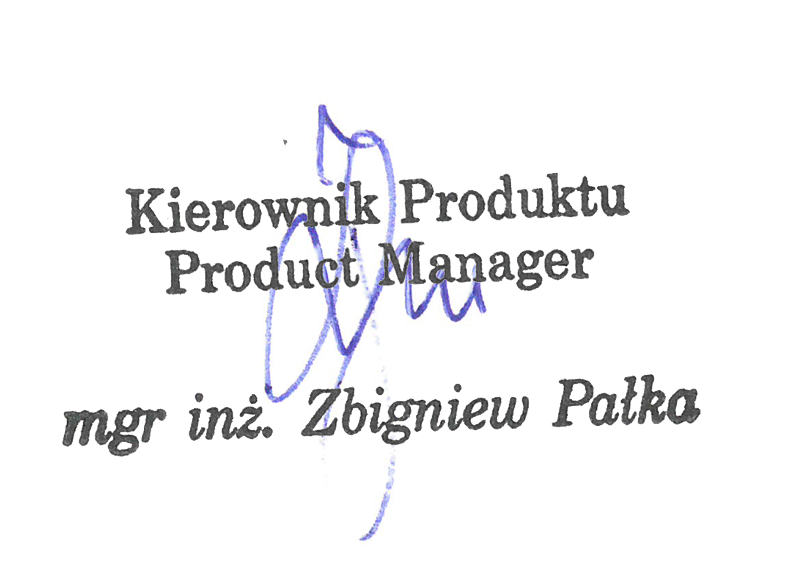 Kierownik Produktu
Product Manager
mgr inż. Zbigniew Pałka